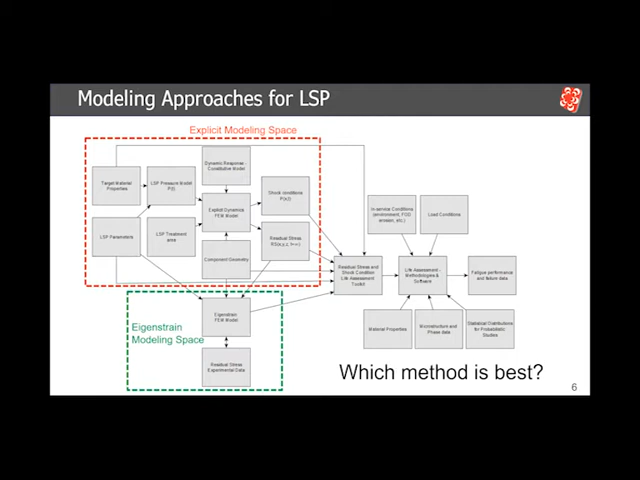 Modeling Approaches for LSP
Explicit Modeling Space
Target Material
Properties
LSP Pressure Model
P(t)
Dynamic Response -
Constitutive Model
Shock conditions
Explicit Dynamics
FEM Model
LSP Parameters
LSP Treatment
area
Residual Stress
Component Geometry
In-service Conditions
(environment, FOD
erosion, etc.)
Load Conditions
Residual Stress and
Shock Condition
Life Assessment
Toolkit
Life Assessment -
Methodologies &
Software
Fatigue performance
and failure data
Material Properties
Microstructure and
Phase data
Statistical Distributions
for Probabilistic
Studies
Eigenstrain
Modeling Space
Eigenstrain
FEM Model
Residual Stress
Experimental Data
Which method is best?
6